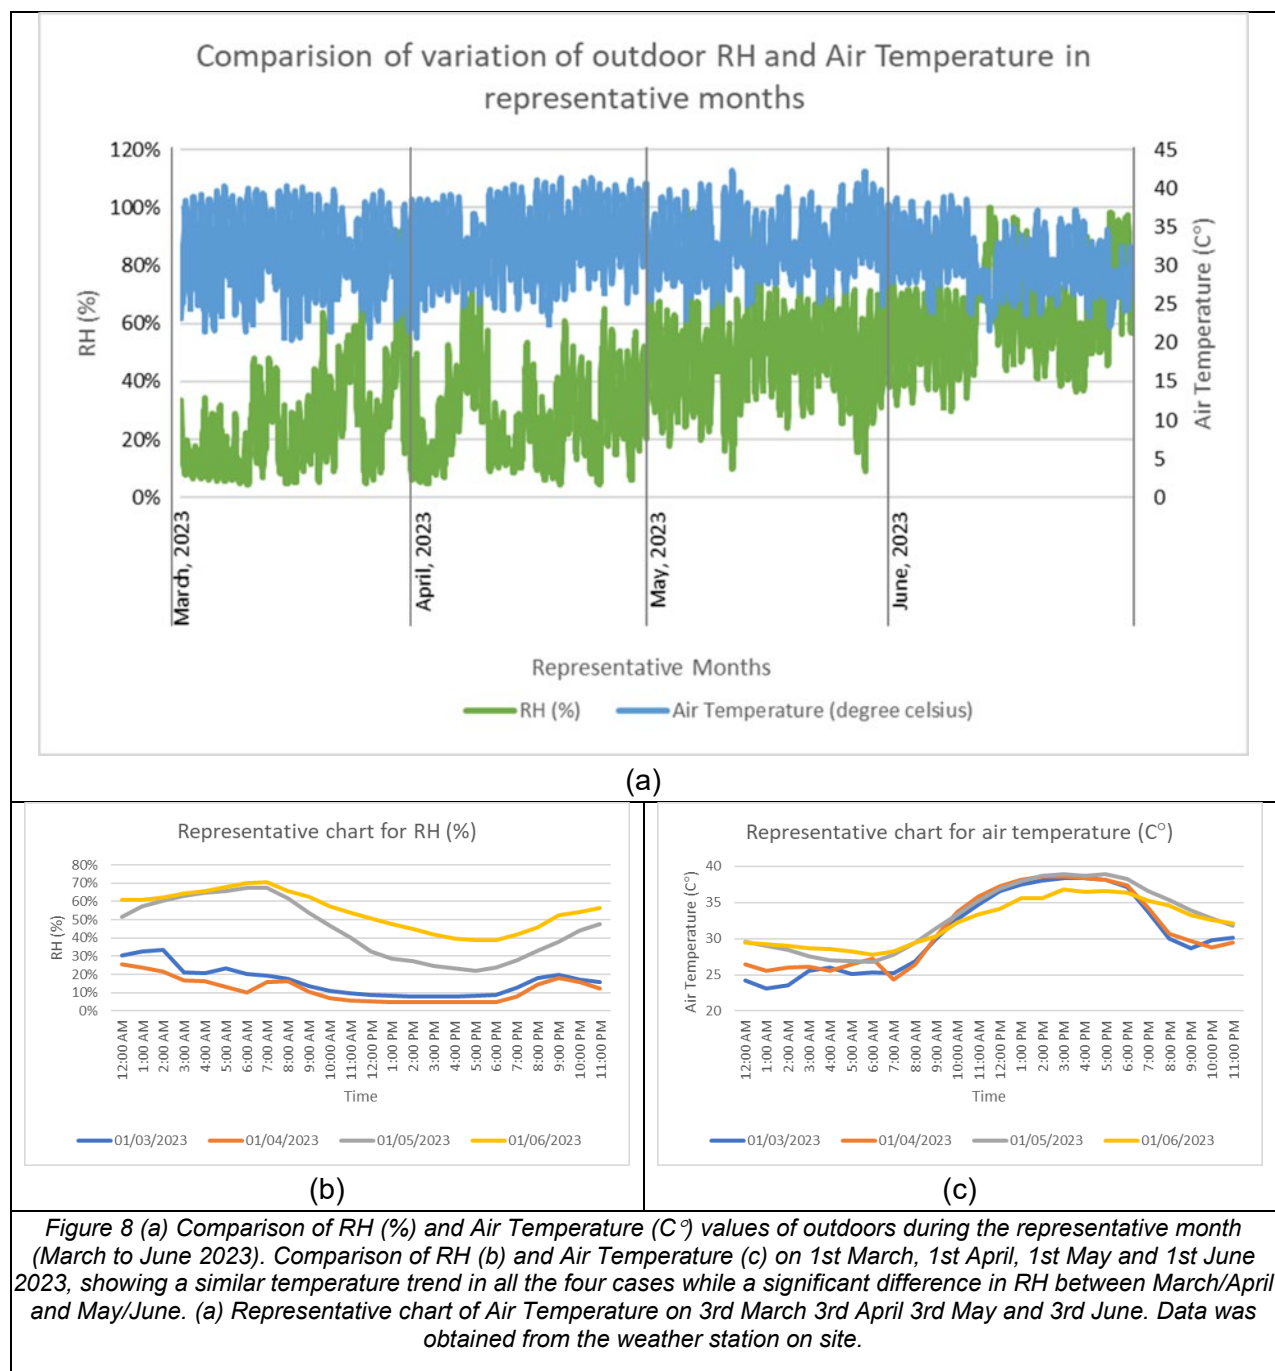 Comparision of variation of outdoor RH and Air Temperature in
representative months
120%
100%
80%
60%
40%
20%
0%
RH (%)
45
40
35
30
25
20
15
10
5
0
Air Temperature (C°)
March, 2023
April, 2023
May, 2023
June, 2023
Representative Months
RH (%)
Air Temperature (degree celsius)
(a)
Representative chart for RH (%)
80%
70%
60%
50%
40%
30%
20%
10%
0%
RH (%)
12:00 AM
1:00 AM
2:00 AM
3:00 AM
4:00 AM
5:00 AM
6:00 AM
7:00 AM
8:00 AM
9:00 AM
10:00 AM
11:00 AM
12:00 PM
1:00 PM
2:00 PM
3:00 PM
4:00 PM
5:00 PM
6:00 PM
7:00 PM
8:00 PM
9:00 PM
10:00 PM
11:00 PM
Time
01/03/2023
01/04/2023
01/05/2023
01/06/2023
(b)
Representative chart for air temperature (C°)
40
35
30
25
20
Air Temperature (C°)
12:00 AM
1:00 AM
2:00 AM
3:00 AM
4:00 AM
5:00 AM
6:00 AM
7:00 AM
8:00 AM
9:00 AM
10:00 AM
11:00 AM
12:00 PM
1:00 PM
2:00 PM
3:00 PM
4:00 PM
5:00 PM
6:00 PM
7:00 PM
8:00 PM
9:00 PM
10:00 PM
11:00 PM
Time
01/03/2023
01/04/2023
01/05/2023
01/06/2023
(c)
Figure 8 (a) Comparison of RH (%) and Air Temperature (C°) values of outdoors during the representative month
(March to June 2023). Comparison of RH (b) and Air Temperature (c) on 1st March, 1st April, 1st May and 1st June
2023, showing a similar temperature trend in all the four cases while a significant difference in RH between March/April
and May/June. (a) Representative chart of Air Temperature on 3rd March 3rd April 3rd May and 3rd June. Data was
obtained from the weather station on site.